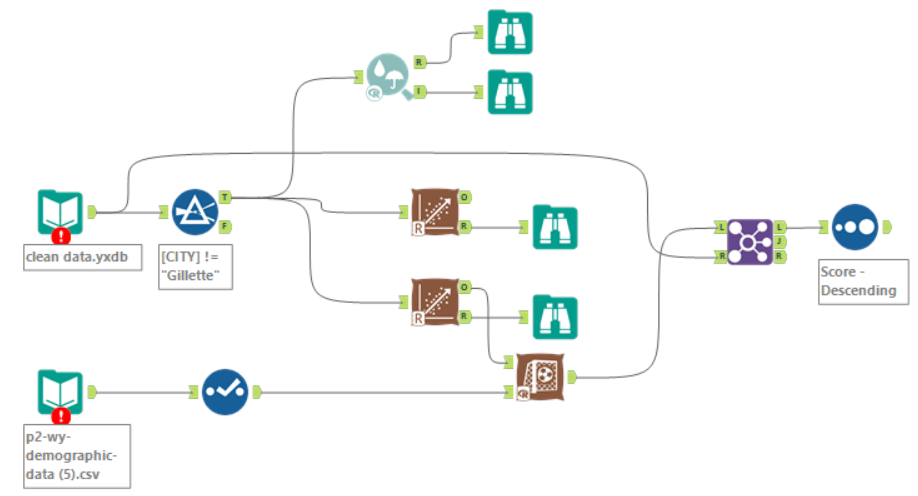 R
R
I
T
F
O
R
R
clean data.yxdb
[CITY] !=
"Gillette"
L
R
L
J
R
Score -
Descending
O
R
R
R
p2-wy-
demographic-
data (5).csv